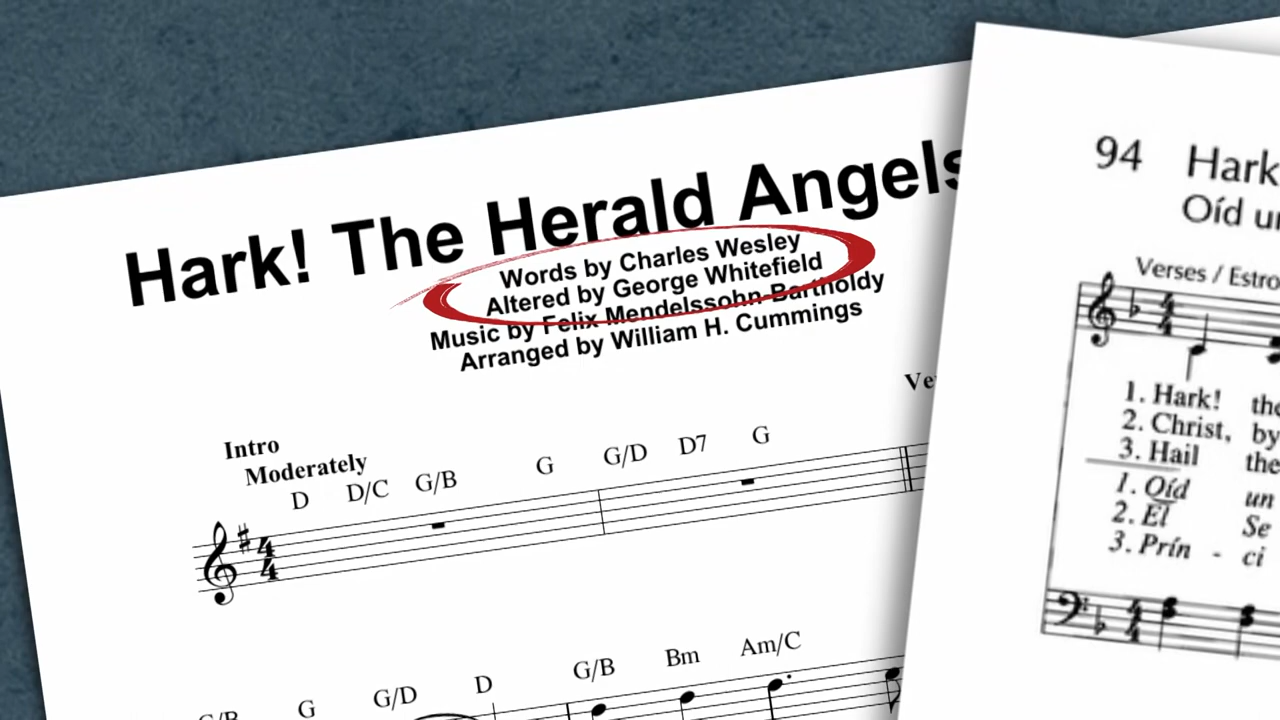 Hark! The Herald Angels
Words by Charles Wesley
Altered by George Whitefield
Music by Felix Mendelssohn-Bartholdy
Arranged by William H. Cummings
Intro
Moderately
D D/C G/B G G/D D7 G
G/B G G/D D G/B Bm Am/C
94 Hark
Oíd
Verses / Estro
1. Hark! the
2. Christ, by
3. Hail the
1. Oíd un
2. El Se
3. Prín - ci